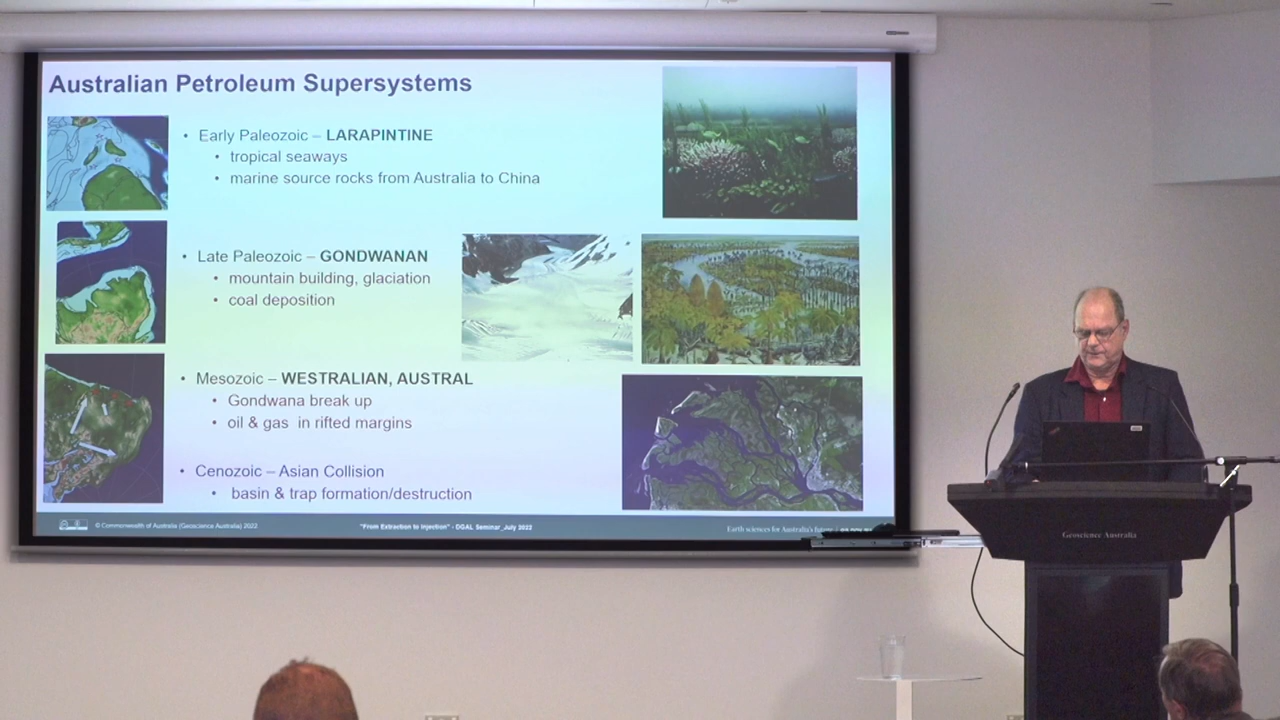 Australian Petroleum Supersystems
• Early Paleozoic – LARAPINTINE
• tropical seaways
• marine source rocks from Australia to China
• Late Paleozoic – GONDWANAN
• mountain building, glaciation
• coal deposition
• Mesozoic – WESTRALIAN, AUSTRAL
• Gondwana break up
• oil & gas in rifted margins
• Cenozoic – Asian Collision
• basin & trap formation/destruction
© Commonwealth of Australia (Geoscience Australia) 2022
"From Extraction to Injection" - DGAL Seminar_July 2022
Earth sciences for Australia's future
Geoscience Australia